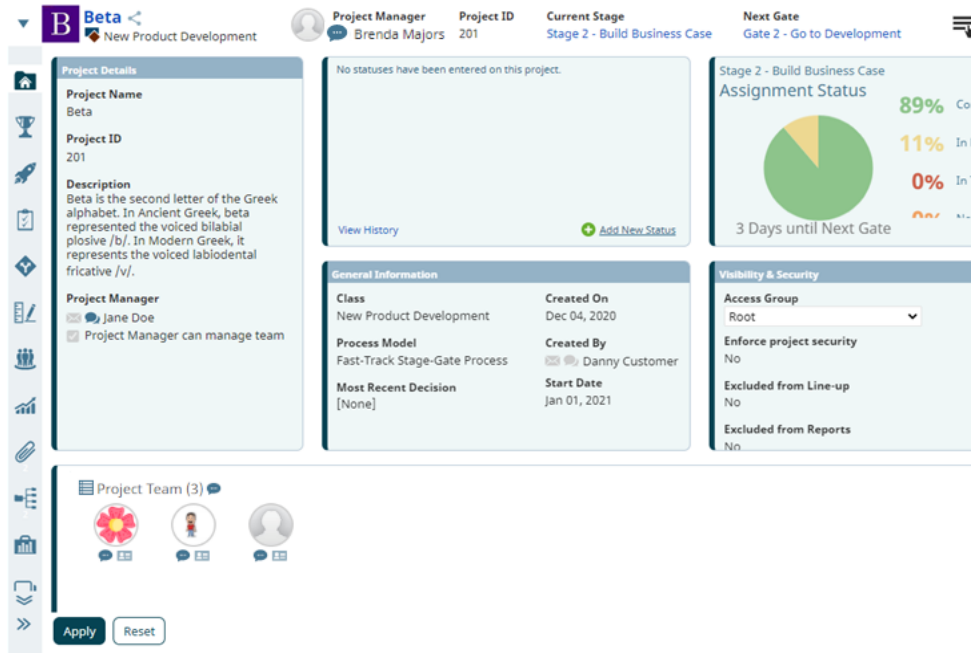 B
Beta
New Product Development
Project Manager
Brenda Majors
Project ID
201
Current Stage
Stage 2 - Build Business Case
Next Gate
Gate 2 - Go to Development
Project Details
Project Name
Beta
Project ID
201
Description
Beta is the second letter of the Greek
alphabet. In Ancient Greek, beta
represented the voiced bilabial
plosive /b/. In Modern Greek, it
represents the voiced labiodental
fricative /v/.
Project Manager
Jane Doe
Project Manager can manage team
No statuses have been entered on this project.
View History
Add New Status
Stage 2 - Build Business Case
Assignment Status
89% Co
11% In
0% In
0%
3 Days until Next Gate
General Information
Class
New Product Development
Process Model
Fast-Track Stage-Gate Process
Most Recent Decision
[None]
Created On
Dec 04, 2020
Created By
Danny Customer
Start Date
Jan 01, 2021
Visibility & Security
Access Group
Root
Enforce project security
No
Excluded from Line-up
No
Excluded from Reports
No
Project Team (3)
Apply
Reset